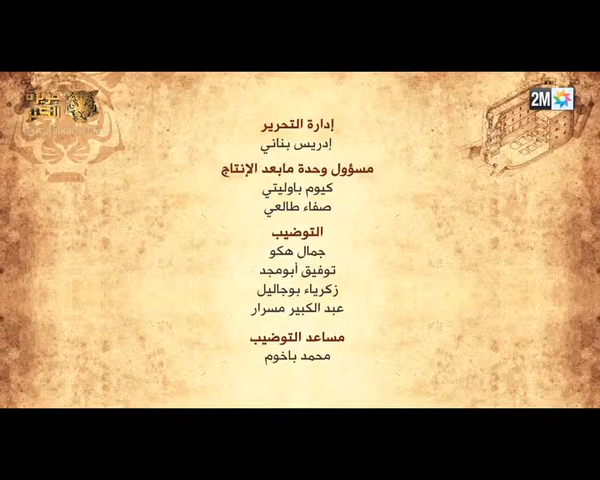 2M
إدارة التحرير
إدريس بناني
مسؤول وحدة مابعد الإنتاج
كيوم باوليتي
صفاء طالعي
التوضيب
جمال هكو
توفيق أبومجد
زكرياء بوجاليل
عبد الكبير مسرار
مساعد التوضيب
محمد باخوم